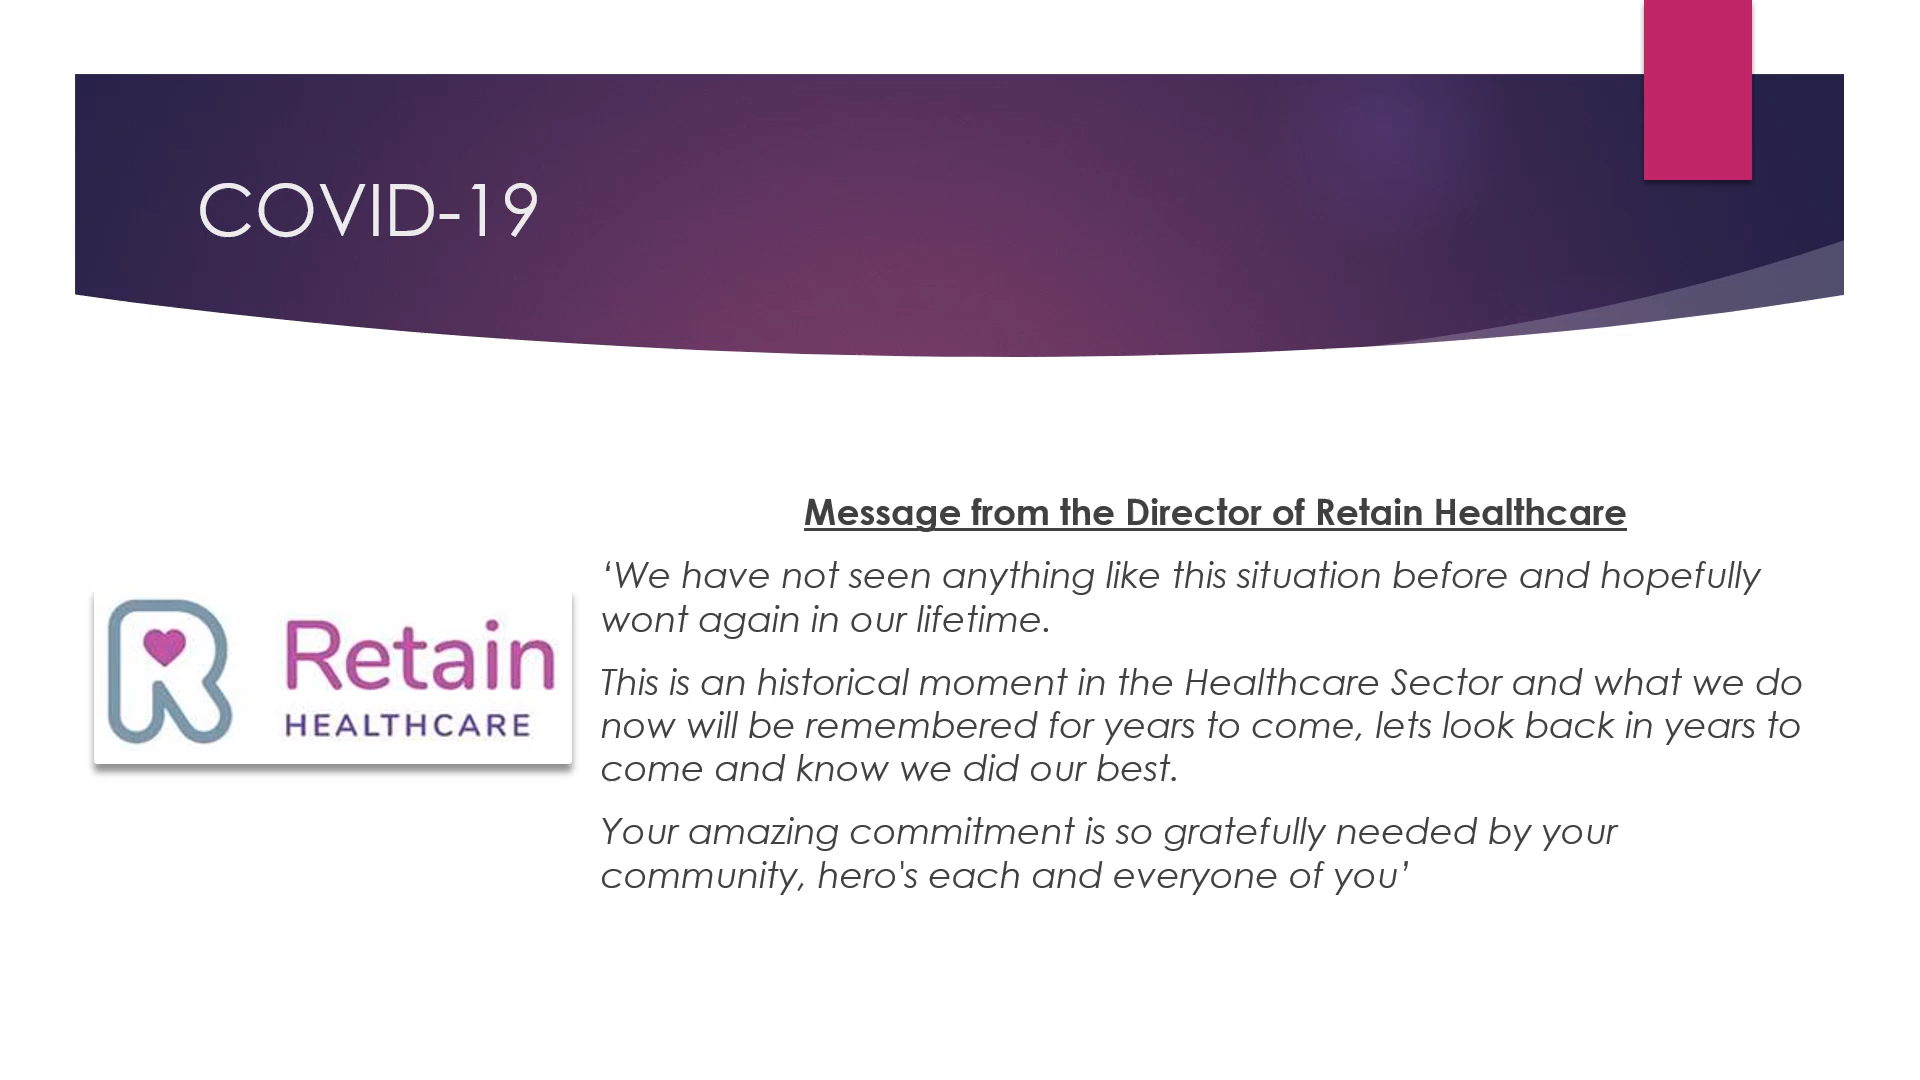 COVID-19
Message from the Director of Retain Healthcare
‘We have not seen anything like this situation before and hopefully
wont again in our lifetime.
This is an historical moment in the Healthcare Sector and what we do
now will be remembered for years to come, lets look back in years to
come and know we did our best.
Your amazing commitment is so gratefully needed by your
community, hero's each and everyone of you’
Retain
HEALTHCARE